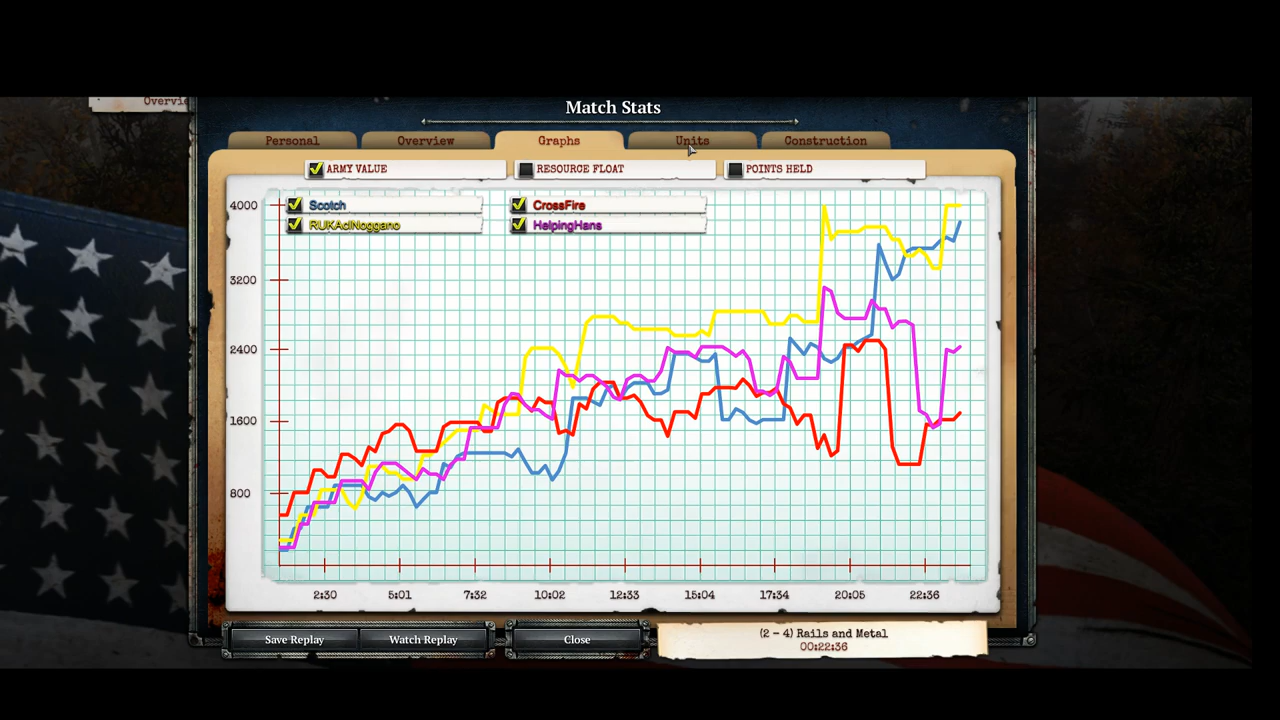 Overvie
Match Stats
Personal Overview Graphs Units Construction
ARMY VALUE RESOURCE FLOAT POINTS HELD
4000
Scotch CrossFire
RUKAdNoggano HelpingHans
3200
2400
1600
800
2:30 5:01 7:32 10:02 12:33 15:04 17:34 20:05 22:36
Save Replay Watch Replay Close
(2 - 4) Rails and Metal
00:22:36